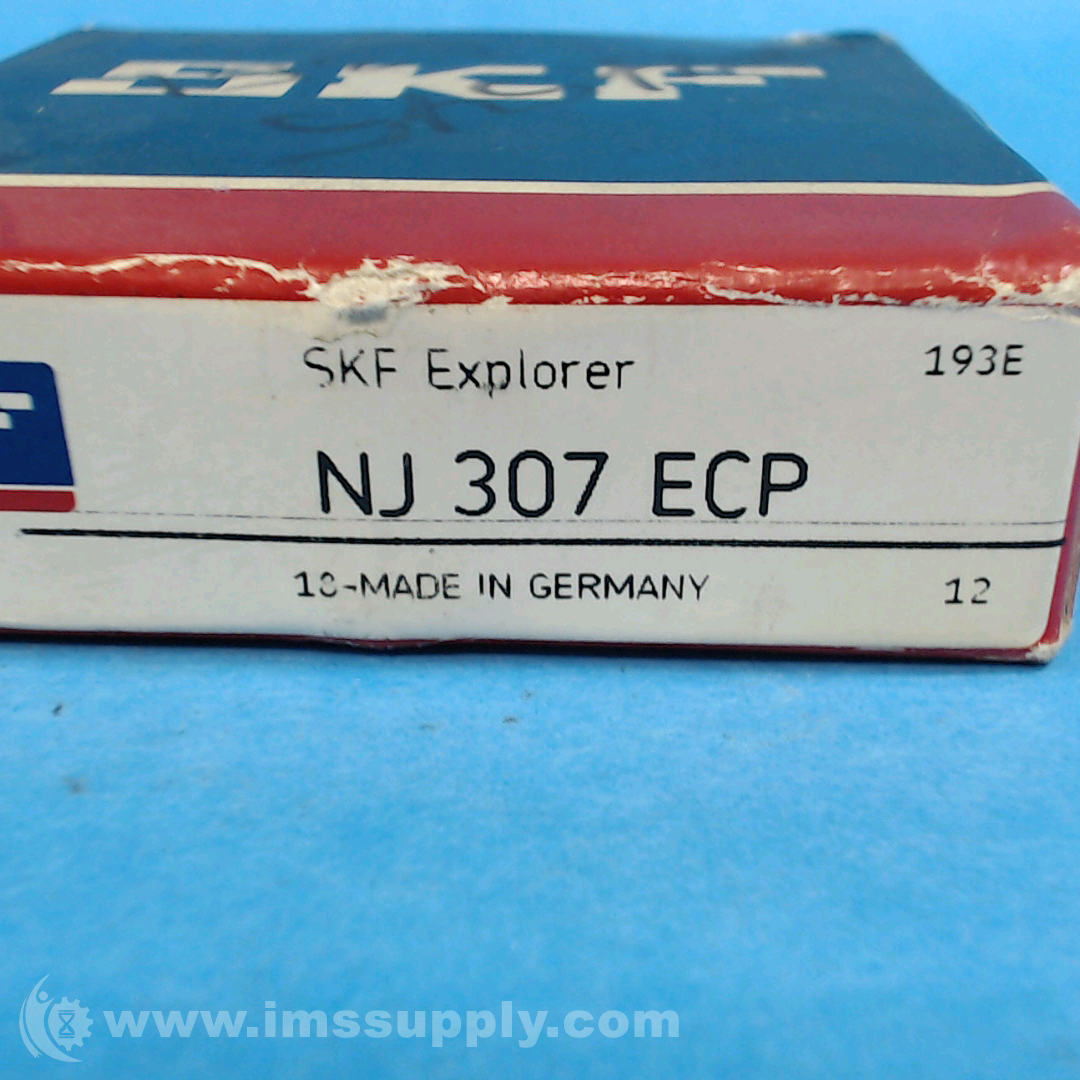 SKF
SKF Explorer
193E
NJ 307 ECP
MADE IN GERMANY
12
www.imssupply.com